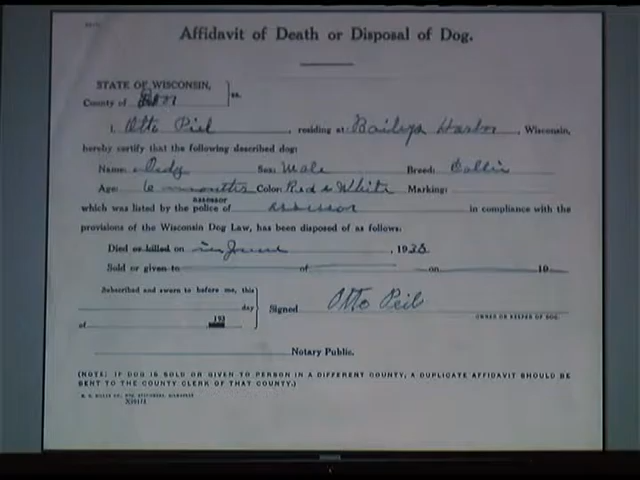 Affidavit of Death or Disposal of Dog.
STATE OF WISCONSIN,
County of Door } ss.
I, Otto Piel, residing at Baileys Harbor, Wisconsin,
hereby certify that the following described dog:
Name: Sex: Male Breed: Collie
Age: 6 months Color: Red & White Marking:
assessor
which was listed by the police of assessor in compliance with the
provisions of the Wisconsin Dog Law, has been disposed of as follows:
Died or killed on in June, 1938.
Sold or given to of on 19
Subscribed and sworn to before me, this
day
of 193
Signed Otto Peil
OWNER OR KEEPER OF DOG.
Notary Public.
(NOTE: IF DOG IS SOLD OR GIVEN TO PERSON IN A DIFFERENT COUNTY, A DUPLICATE AFFIDAVIT SHOULD BE
SENT TO THE COUNTY CLERK OF THAT COUNTY.)